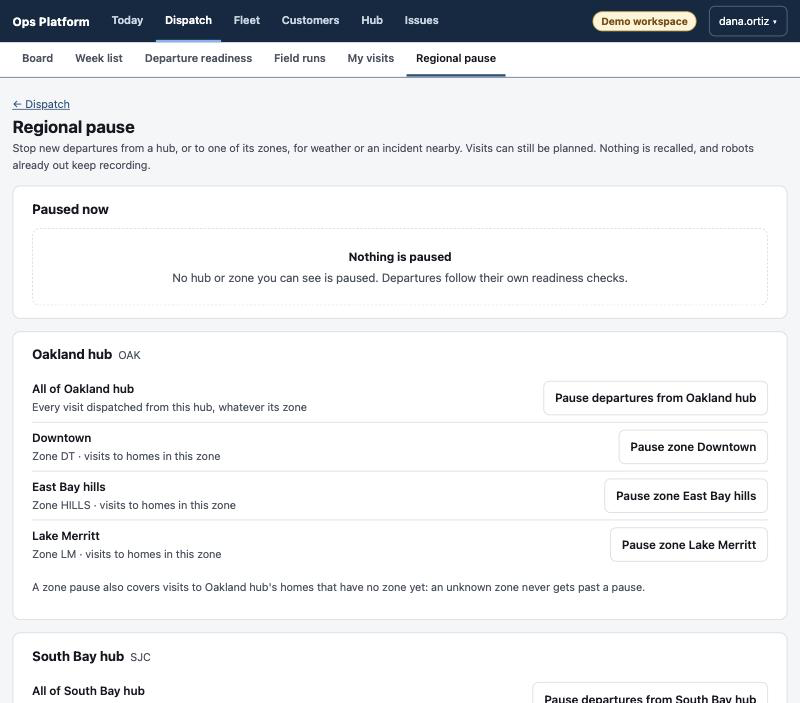 Ops Platform
Today
Dispatch
Fleet
Customers
Hub
Issues
Demo workspace
dana.ortiz ▾
Board
Week list
Departure readiness
Field runs
My visits
Regional pause
← Dispatch
Regional pause
Stop new departures from a hub, or to one of its zones, for weather or an incident nearby. Visits can still be planned. Nothing is recalled, and robots
already out keep recording.
Paused now
Nothing is paused
No hub or zone you can see is paused. Departures follow their own readiness checks.
Oakland hub OAK
All of Oakland hub
Every visit dispatched from this hub, whatever its zone
Pause departures from Oakland hub
Downtown
Zone DT · visits to homes in this zone
Pause zone Downtown
East Bay hills
Zone HILLS · visits to homes in this zone
Pause zone East Bay hills
Lake Merritt
Zone LM · visits to homes in this zone
Pause zone Lake Merritt
A zone pause also covers visits to Oakland hub's homes that have no zone yet: an unknown zone never gets past a pause.
South Bay hub SJC
All of South Bay hub
Pause departures from South Bay hub